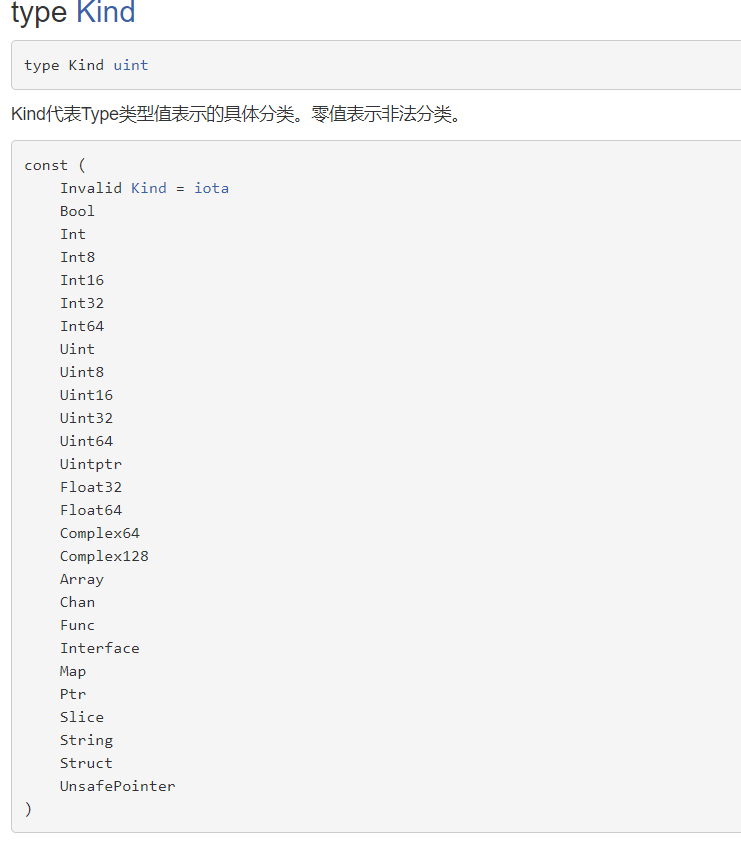 type Kind
type Kind uint
Kind代表Type类型值表示的具体分类。零值表示非法分类。
const (
    Invalid Kind = iota
    Bool
    Int
    Int8
    Int16
    Int32
    Int64
    Uint
    Uint8
    Uint16
    Uint32
    Uint64
    Uintptr
    Float32
    Float64
    Complex64
    Complex128
    Array
    Chan
    Func
    Interface
    Map
    Ptr
    Slice
    String
    Struct
    UnsafePointer
)